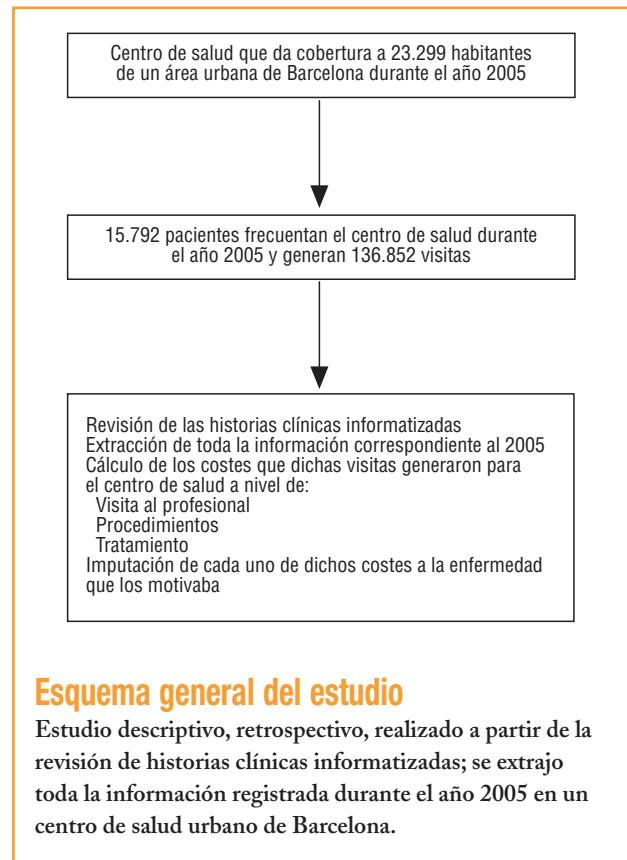 Centro de salud que da cobertura a 23.299 habitantes
de un área urbana de Barcelona durante el año 2005
15.792 pacientes frecuentan el centro de salud durante
el año 2005 y generan 136.852 visitas
Revisión de las historias clínicas informatizadas
Extracción de toda la información correspondiente al 2005
Cálculo de los costes que dichas visitas generaron para
el centro de salud a nivel de:
Visita al profesional
Procedimientos
Tratamiento
Imputación de cada uno de dichos costes a la enfermedad
que los motivaba
Esquema general del estudio
Estudio descriptivo, retrospectivo, realizado a partir de la
revisión de historias clínicas informatizadas; se extrajo
toda la información registrada durante el año 2005 en un
centro de salud urbano de Barcelona.